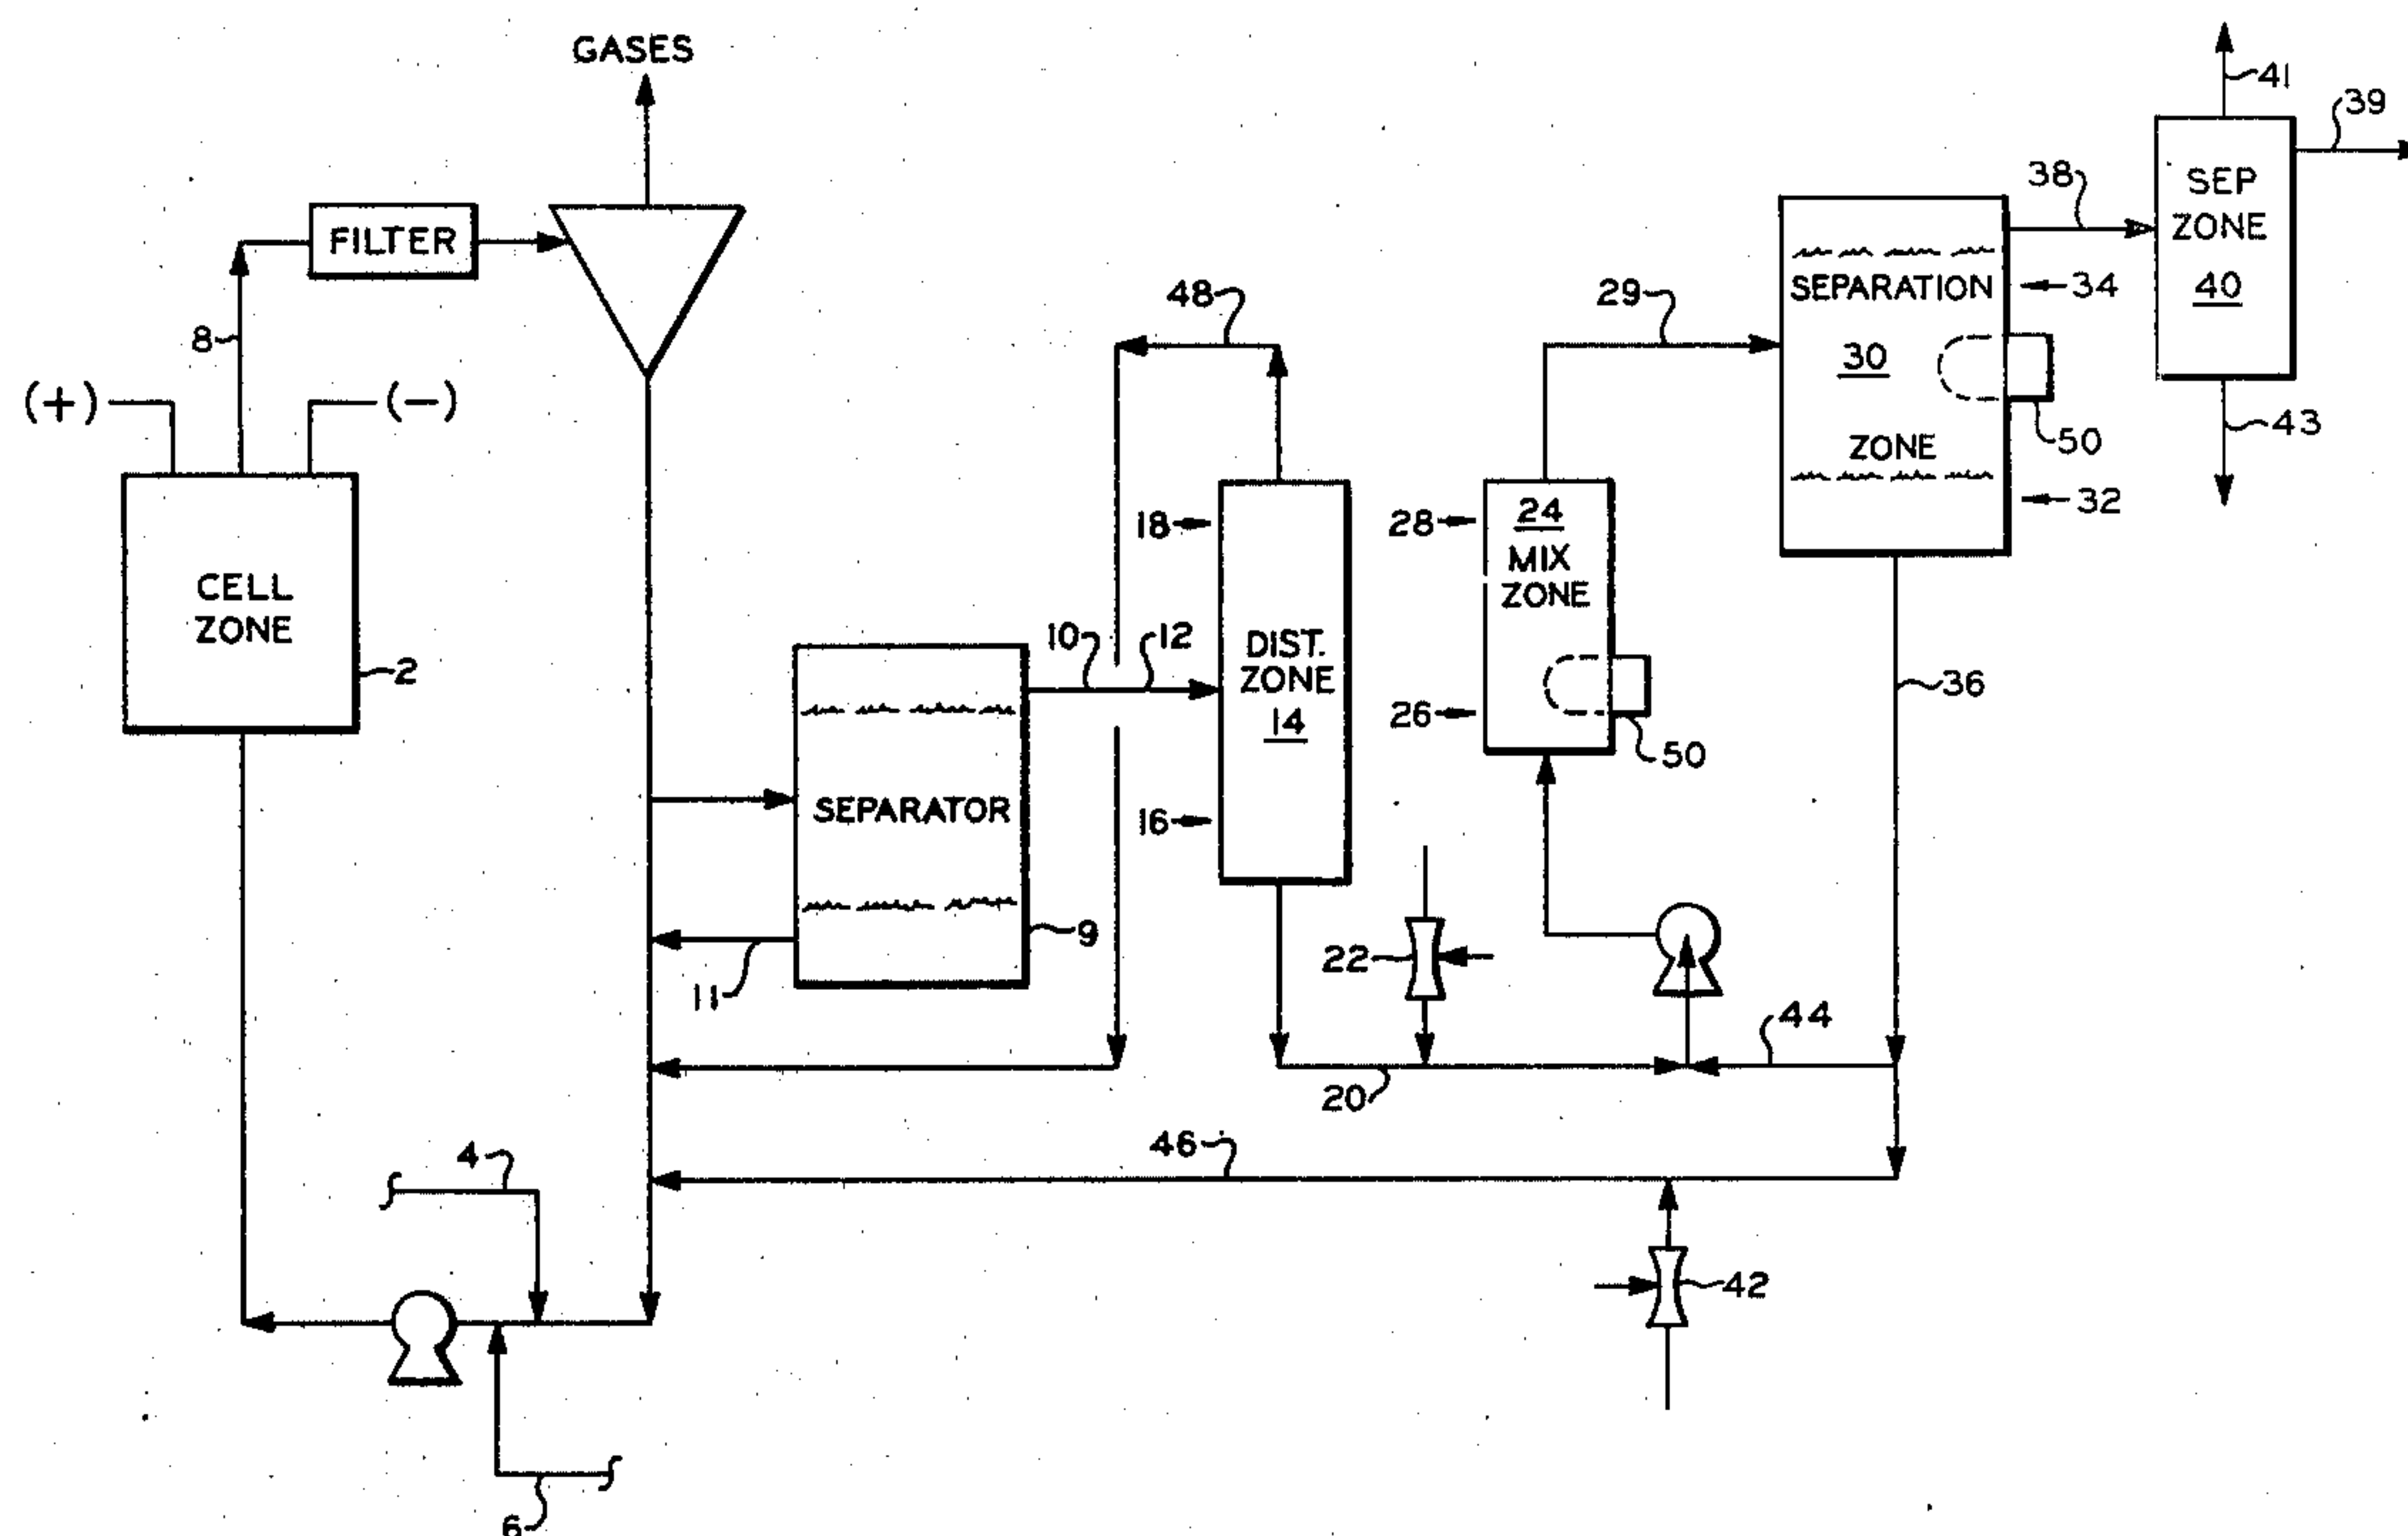 GASES
41
39
38
SEP
ZONE
40
FILTER
8
48
29
SEPARATION
30
ZONE
34
50
32
43
(+)
(-)
CELL
ZONE
2
10
12
18
DIST.
ZONE
14
16
28
24
MIX
ZONE
26
50
36
SEPARATOR
9
11
22
44
20
4
46
42
6